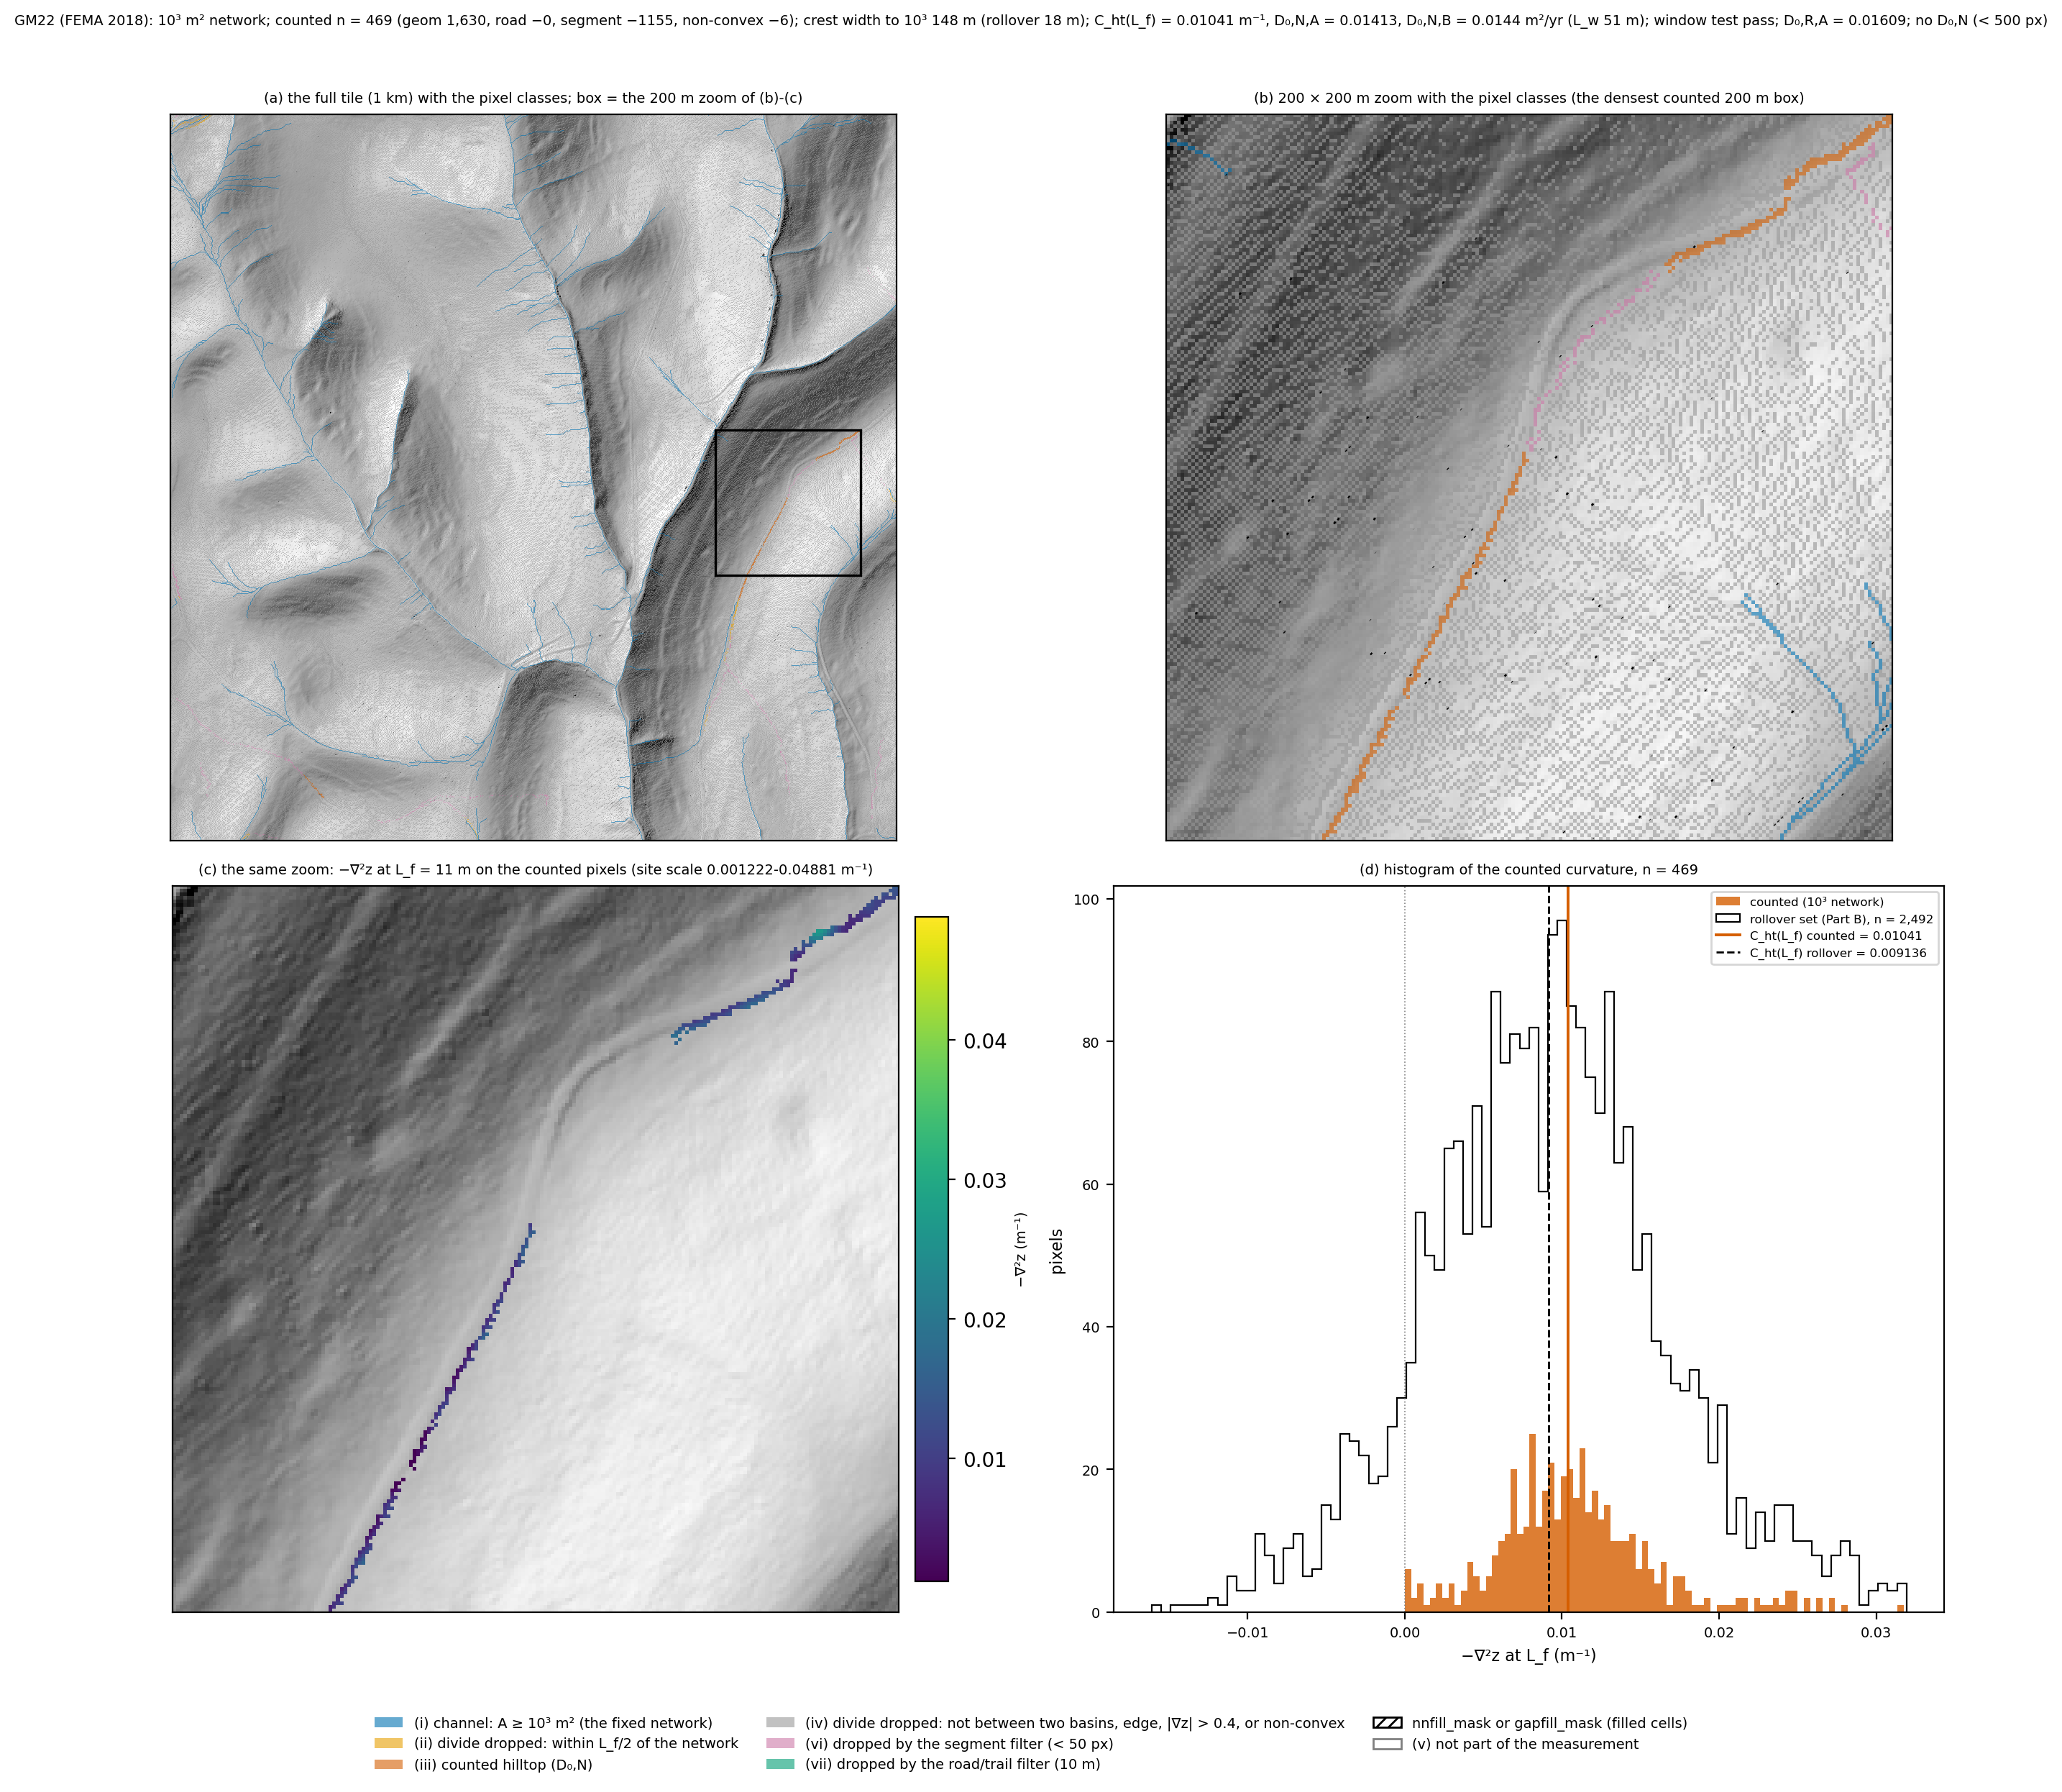 GM22 (FEMA 2018): 10³ m² network; counted n = 469 (geom 1,630, road −0, segment −1155, non-convex −6); crest width to 10³ 148 m (rollover 18 m); C_ht(L_f) = 0.01041 m⁻¹, D₀,N,A = 0.01413, D₀,N,B = 0.0144 m²/yr (L_w 51 m); window test pass; D₀,R,A = 0.01609; no D₀,N (< 500 px)
(a) the full tile (1 km) with the pixel classes; box = the 200 m zoom of (b)-(c)
(b) 200 × 200 m zoom with the pixel classes (the densest counted 200 m box)
(c) the same zoom: −∇²z at L_f = 11 m on the counted pixels (site scale 0.001222-0.04881 m⁻¹)
0.04
0.03
0.02
0.01
−∇²z (m⁻¹)
(d) histogram of the counted curvature, n = 469
counted (10³ network)
rollover set (Part B), n = 2,492
C_ht(L_f) counted = 0.01041
C_ht(L_f) rollover = 0.009136
100
80
60
40
20
0
pixels
−0.01 0.00 0.01 0.02 0.03
−∇²z at L_f (m⁻¹)
(i) channel: A ≥ 10³ m² (the fixed network)
(ii) divide dropped: within L_f/2 of the network
(iii) counted hilltop (D₀,N)
(iv) divide dropped: not between two basins, edge, |∇z| > 0.4, or non-convex
(vi) dropped by the segment filter (< 50 px)
(vii) dropped by the road/trail filter (10 m)
nnfill_mask or gapfill_mask (filled cells)
(v) not part of the measurement